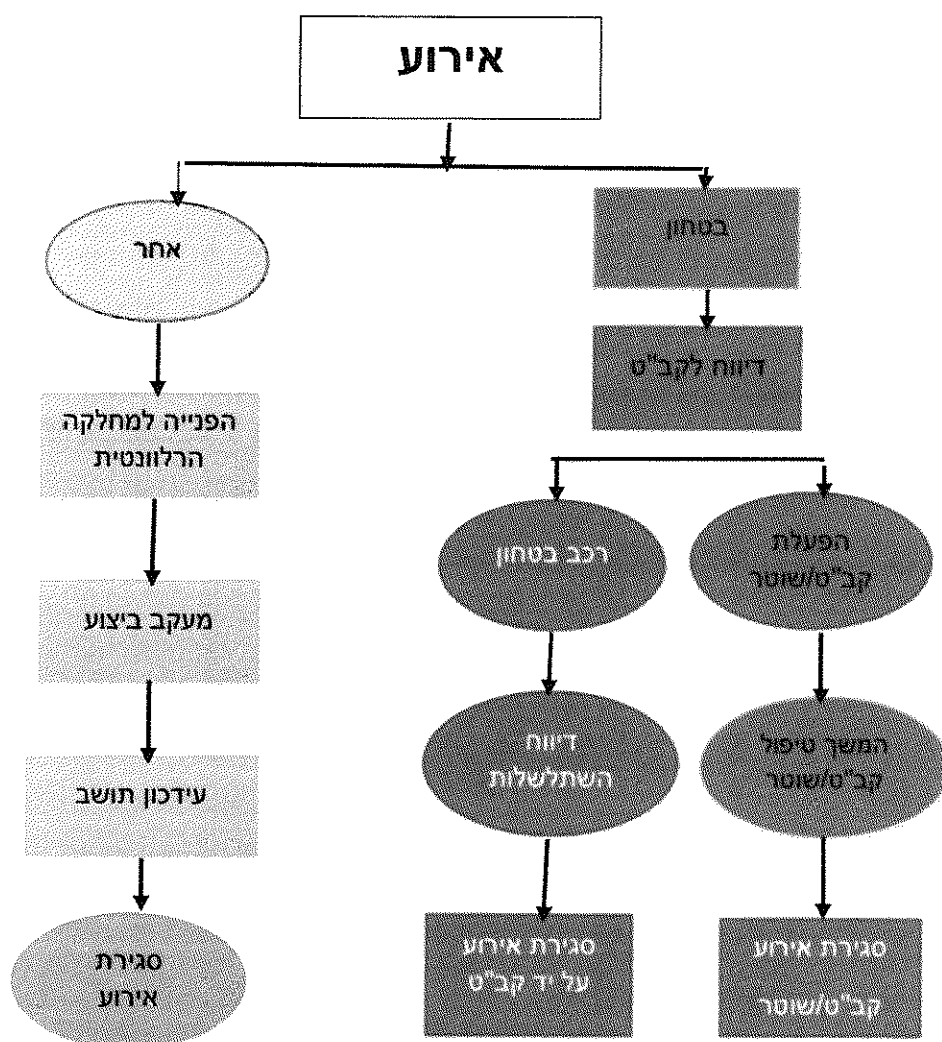 אירוע
בטחון
אחר
דיווח לקב"ט
הפנייה למחלקה
הרלוונטית
הפעלת
קב"ט/שוטר
רכב בטחון
מעקב ביצוע
המשך טיפול
קב"ט/שוטר
דיווח
השתלשלות
עידכון תושב
סגירת אירוע
קב"ט/שוטר
סגירת אירוע
על יד קב"ט
סגירת
אירוע